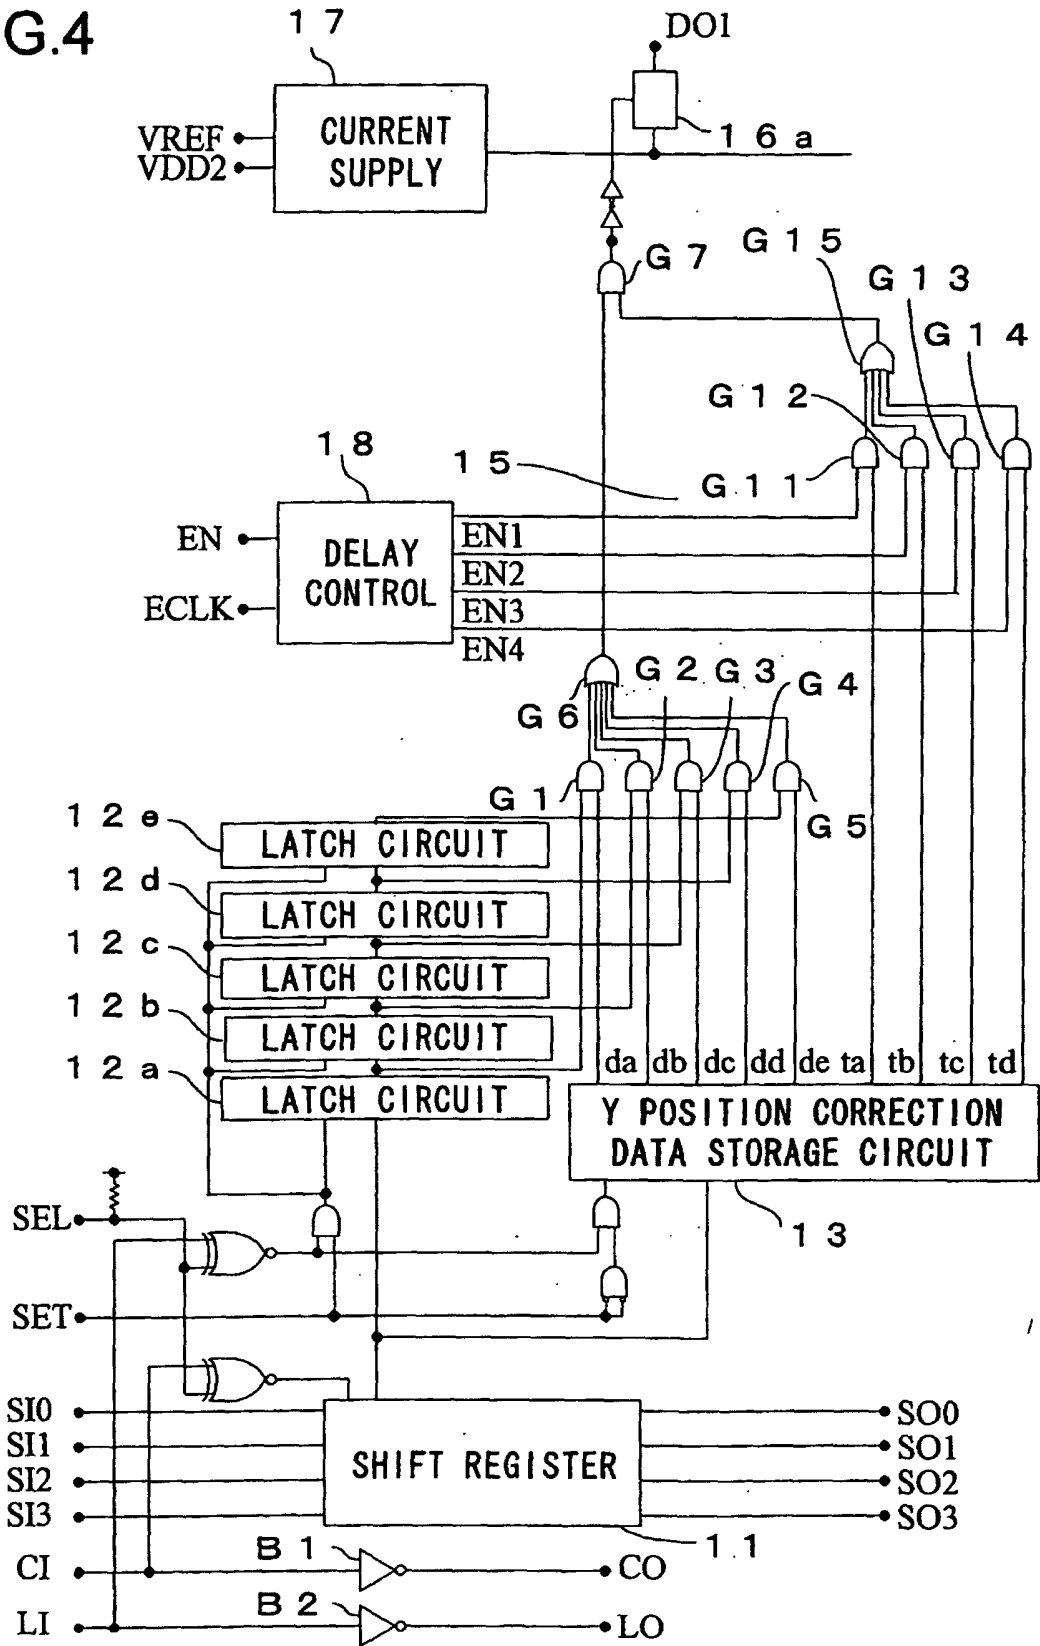 G.4
17
DO1
VREF
VDD2
CURRENT
SUPPLY
16a
G15
G7
G13
G14
G12
18
15
G11
EN
ECLK
DELAY
CONTROL
EN1
EN2
EN3
EN4
G2
G3
G4
G6
G1
G5
12e
LATCH CIRCUIT
12d
LATCH CIRCUIT
12c
LATCH CIRCUIT
12b
LATCH CIRCUIT
12a
LATCH CIRCUIT
da db dc dd de ta tb tc td
Y POSITION CORRECTION
DATA STORAGE CIRCUIT
SEL
13
SET
SI0
SO0
SI1
SO1
SHIFT REGISTER
SI2
SO2
SI3
SO3
11
B1
CI
CO
B2
LI
LO